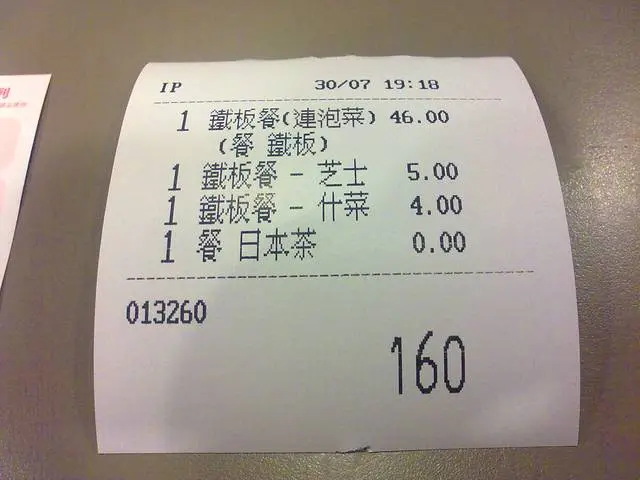 IP 30/07 19:18
1 鐵板餐(連泡菜) 46.00
(餐 鐵板)
1 鐵板餐 - 芝士 5.00
1 鐵板餐 - 什菜 4.00
1 餐 日本茶 0.00
013260
160
列